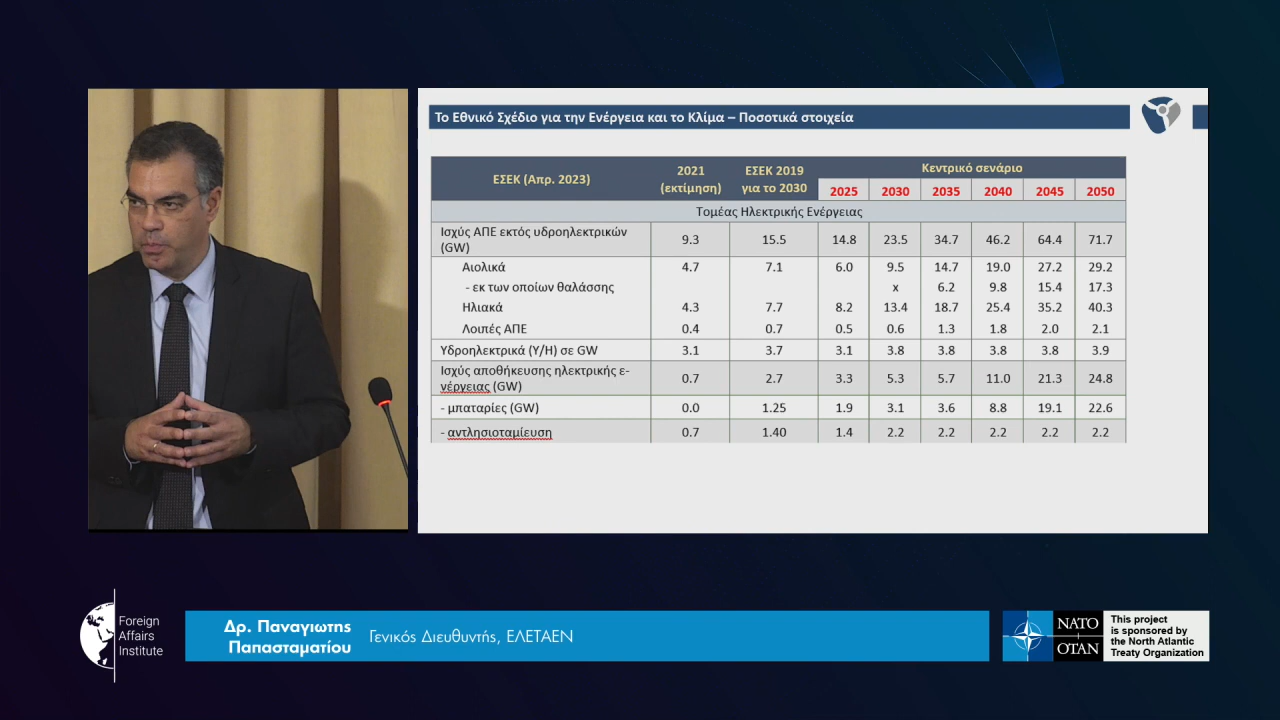 Το Εθνικό Σχέδιο για την Ενέργεια και το Κλίμα – Ποσοτικά στοιχεία
ΕΣΕΚ (Απρ. 2023) 2021 (εκτίμηση) ΕΣΕΚ 2019 για το 2030 Κεντρικό σενάριο
2025 2030 2035 2040 2045 2050
Τομέας Ηλεκτρικής Ενέργειας
Ισχύς ΑΠΕ εκτός υδροηλεκτρικών
(GW) 9.3 15.5 14.8 23.5 34.7 46.2 64.4 71.7
Αιολικά 4.7 7.1 6.0 9.5 14.7 19.0 27.2 29.2
- εκ των οποίων θαλάσσης x 6.2 9.8 15.4 17.3
Ηλιακά 4.3 7.7 8.2 13.4 18.7 25.4 35.2 40.3
Λοιπές ΑΠΕ 0.4 0.7 0.5 0.6 1.3 1.8 2.0 2.1
Υδροηλεκτρικά (Υ/Η) σε GW 3.1 3.7 3.1 3.8 3.8 3.8 3.8 3.9
Ισχύς αποθήκευσης ηλεκτρικής ε-
νέργειας (GW) 0.7 2.7 3.3 5.3 5.7 11.0 21.3 24.8
- μπαταρίες (GW) 0.0 1.25 1.9 3.1 3.6 8.8 19.1 22.6
- αντλησιοταμίευση 0.7 1.40 1.4 2.2 2.2 2.2 2.2 2.2
Foreign
Affairs
Institute
Δρ. Παναγιωτης
Παπασταματίου
Γενικός Διευθυντής, ΕΛΕΤΑΕΝ
NATO
OTAN
This project
is sponsored by
the North Atlantic
Treaty Organization